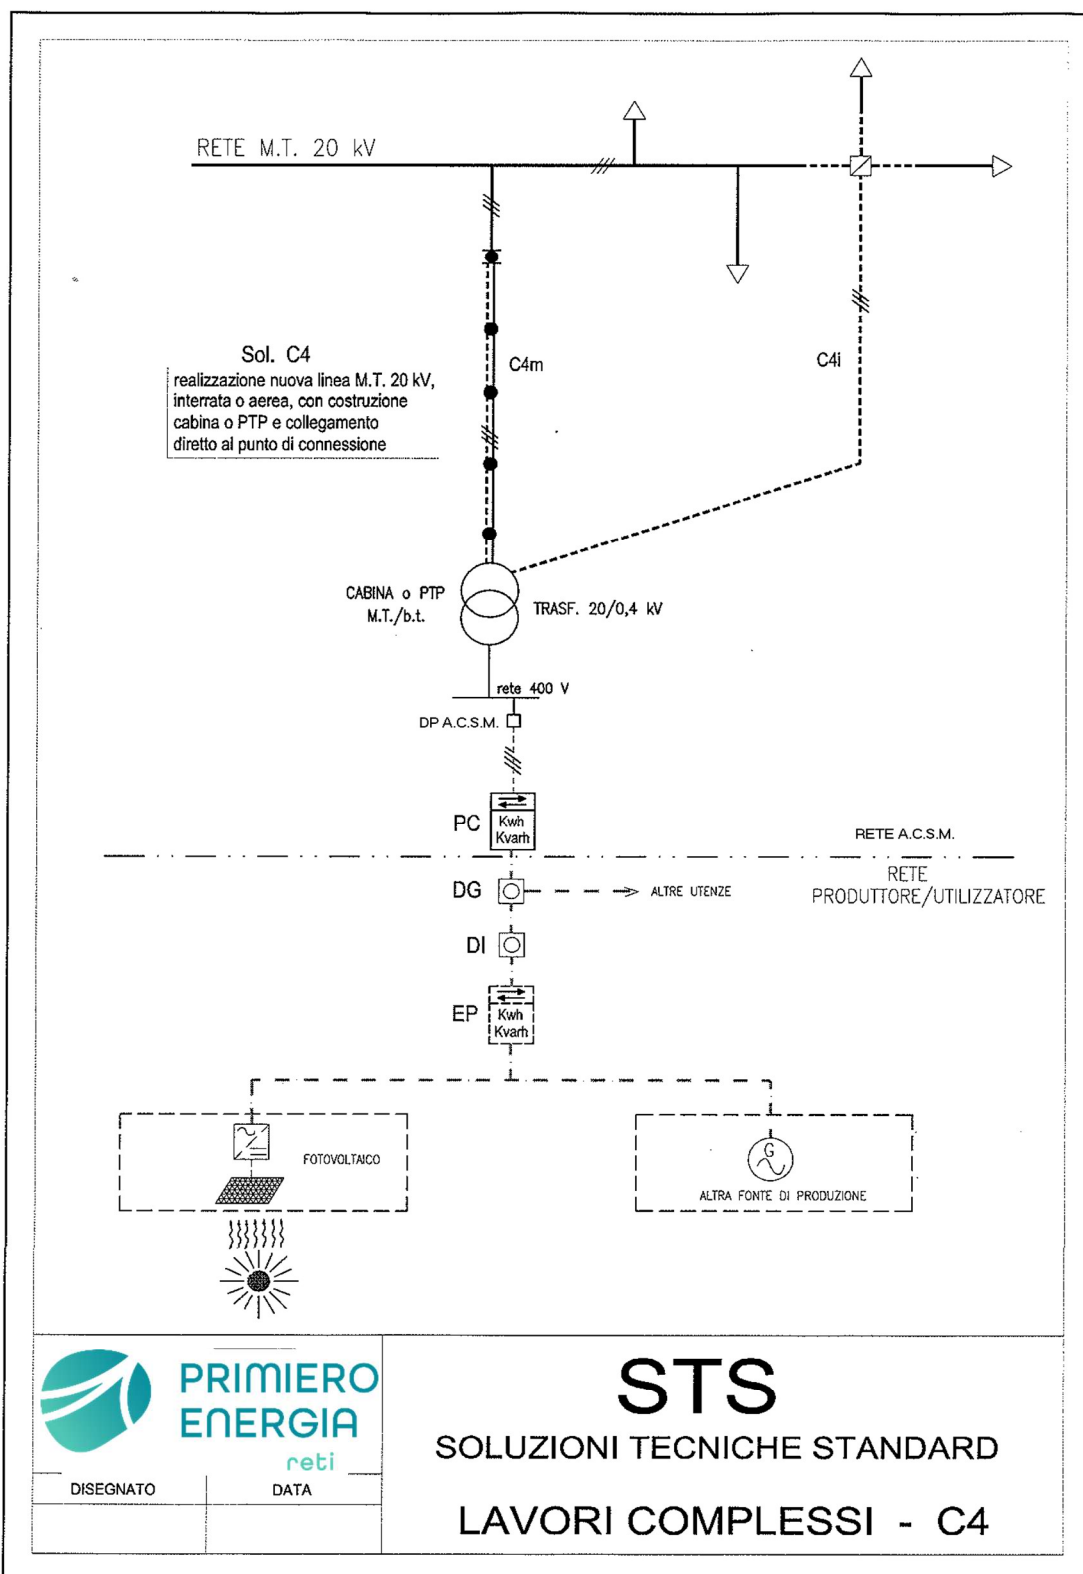 RETE M.T. 20 kV
Sol. C4
realizzazione nuova linea M.T. 20 kV,
interrata o aerea, con costruzione
cabina o PTP e collegamento
diretto al punto di connessione
C4m
C4i
CABINA o PTP
M.T./b.t.
TRASF. 20/0,4 kV
rete 400 V
DP A.C.S.M.
PC
Kwh
Kvarh
RETE A.C.S.M.
RETE
PRODUTTORE/UTILIZZATORE
DG
ALTRE UTENZE
DI
EP
Kwh
Kvarh
FOTOVOLTAICO
G
ALTRA FONTE DI PRODUZIONE
PRIMIERO
ENERGIA
reti
DISEGNATO
DATA
STS
SOLUZIONI TECNICHE STANDARD
LAVORI COMPLESSI - C4